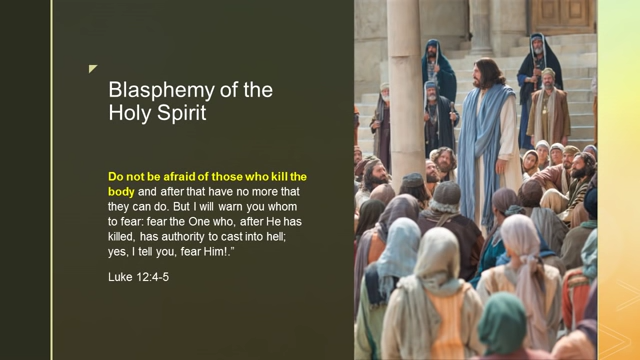 Blasphemy of the
Holy Spirit
Do not be afraid of those who kill the
body and after that have no more that
they can do. But I will warn you whom
to fear: fear the One who, after He has
killed, has authority to cast into hell;
yes, I tell you, fear Him!.”
Luke 12:4-5